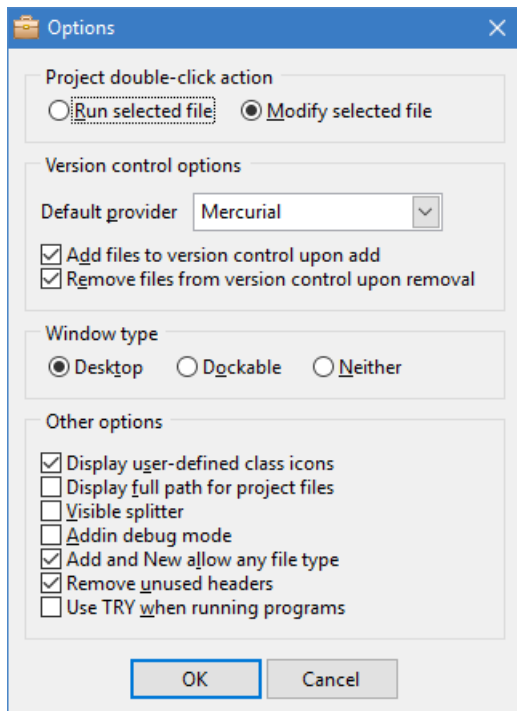 Options
Project double-click action
Run selected file Modify selected file
Version control options
Default provider Mercurial
Add files to version control upon add
Remove files from version control upon removal
Window type
Desktop Dockable Neither
Other options
Display user-defined class icons
Display full path for project files
Visible splitter
Addin debug mode
Add and New allow any file type
Remove unused headers
Use TRY when running programs
OK Cancel